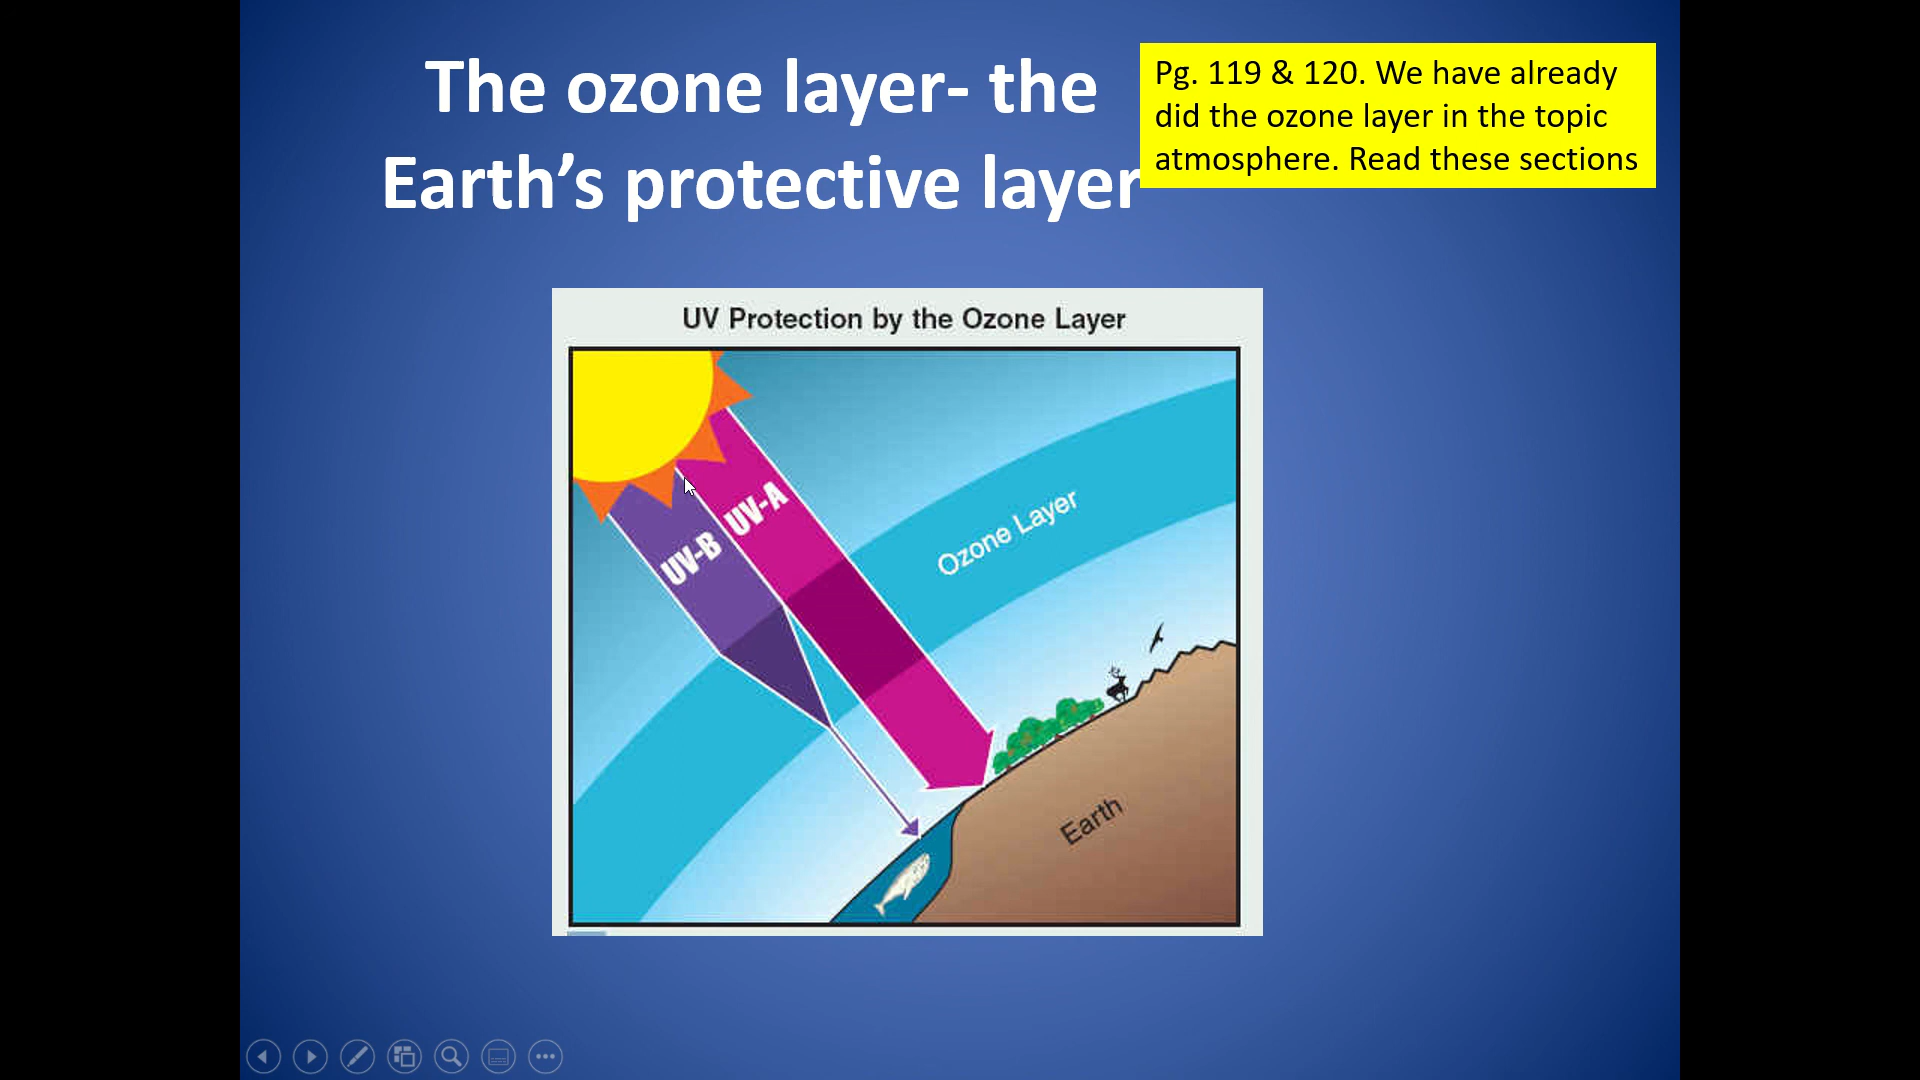 The ozone layer- the
Earth’s protective layer
Pg. 119 & 120. We have already
did the ozone layer in the topic
atmosphere. Read these sections
UV Protection by the Ozone Layer
UV-B
UV-A
Ozone Layer
Earth